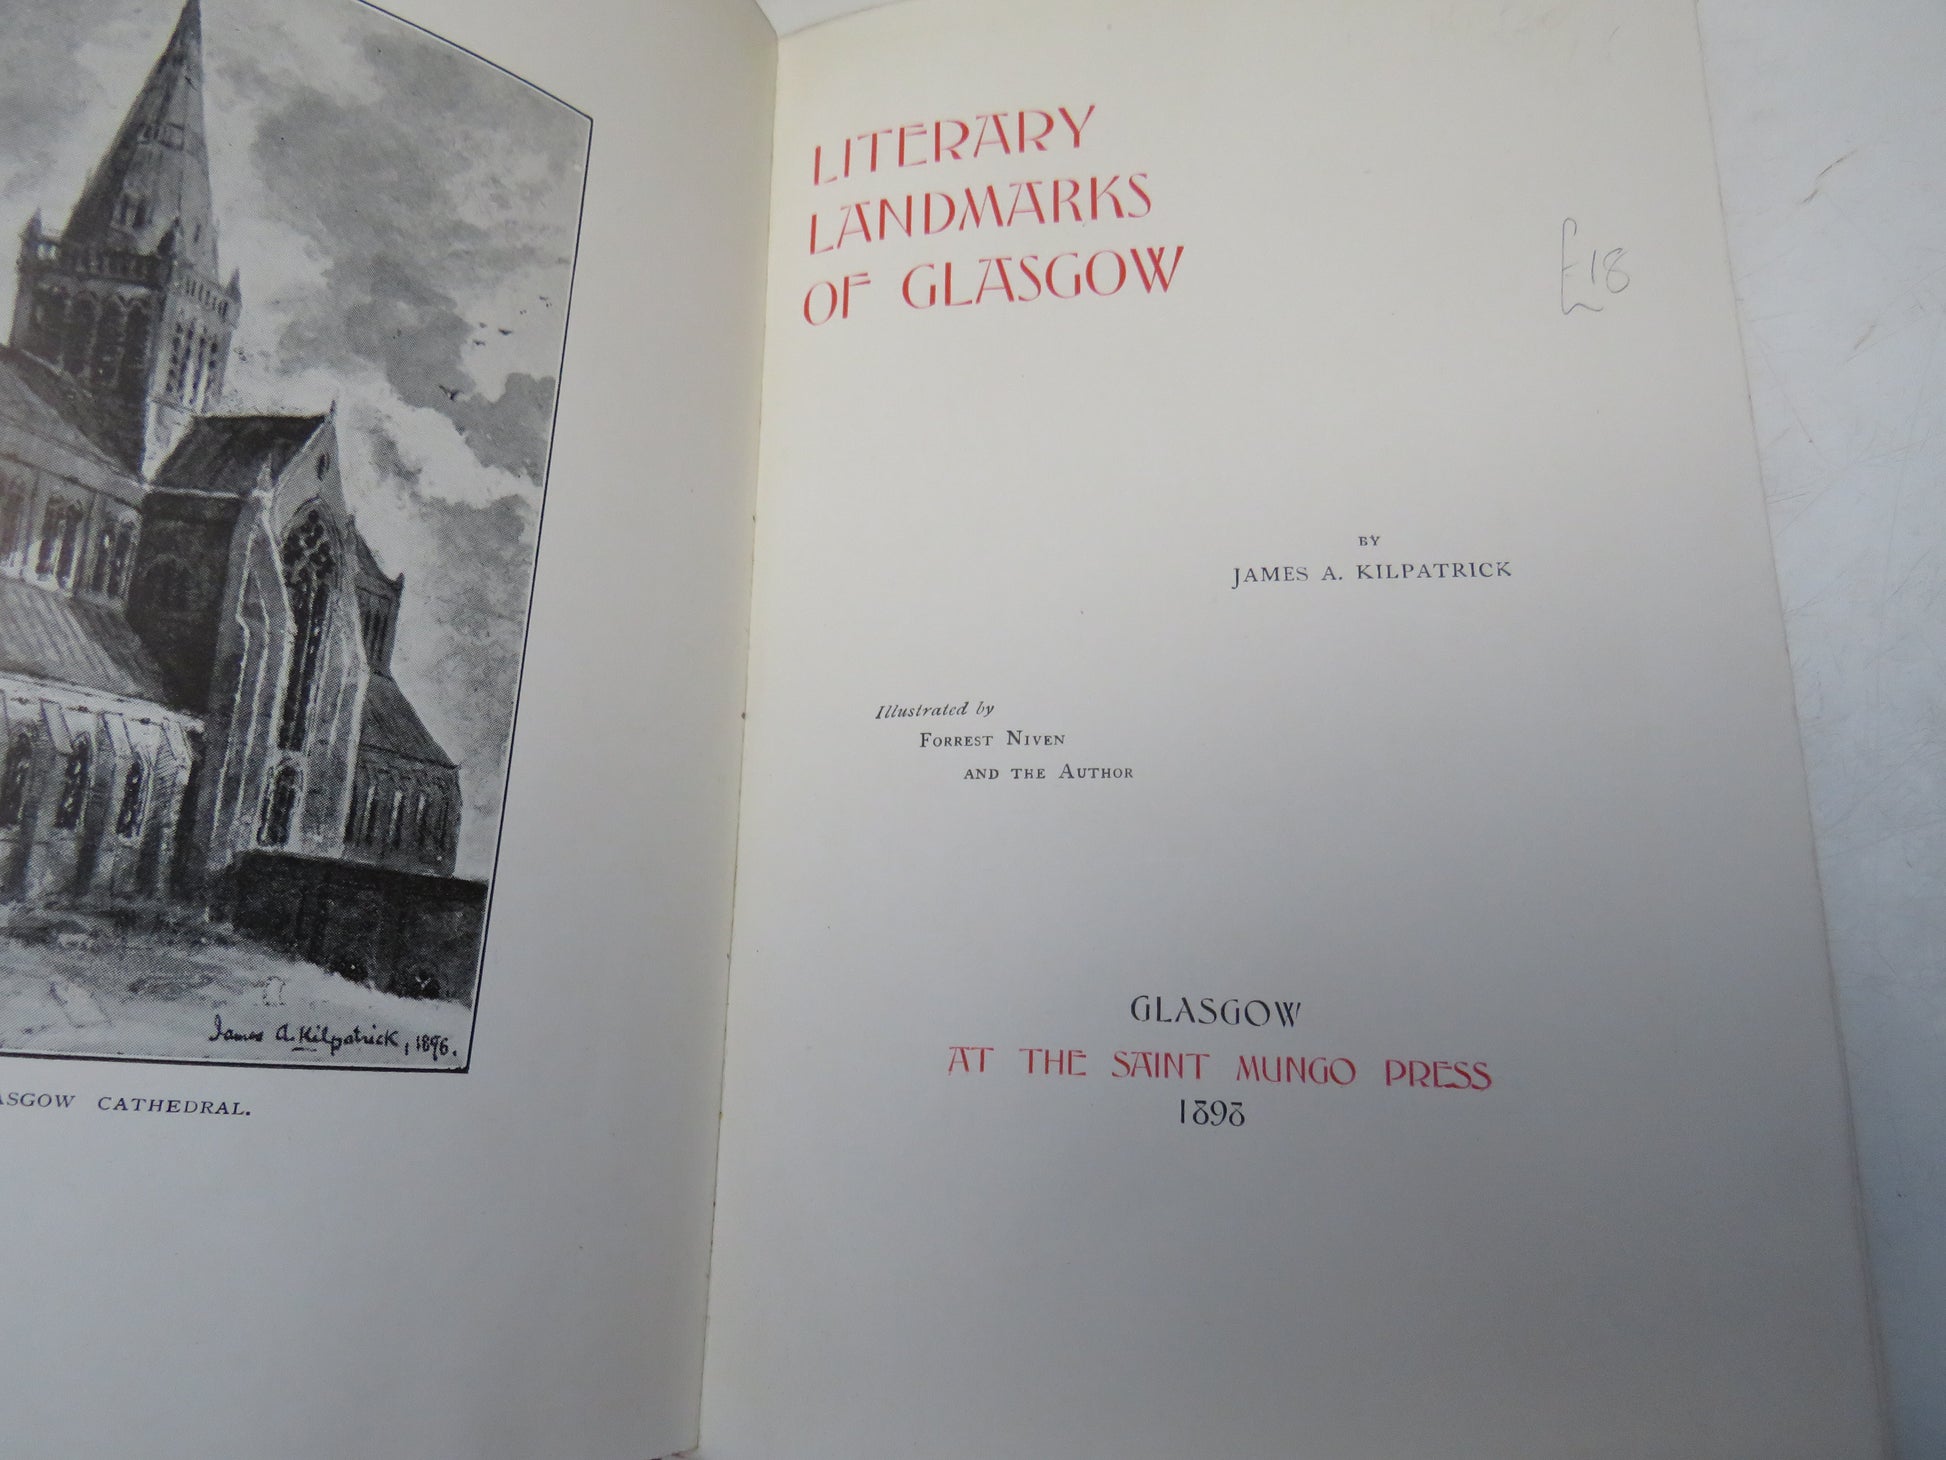 James A. Kilpatrick, 1896.
ASGOW CATHEDRAL.
LITERARY
LANDMARKS
OF GLASGOW
£18
BY
JAMES A. KILPATRICK
Illustrated by
FORREST NIVEN
AND THE AUTHOR
GLASGOW
AT THE SAINT MUNGO PRESS
1898